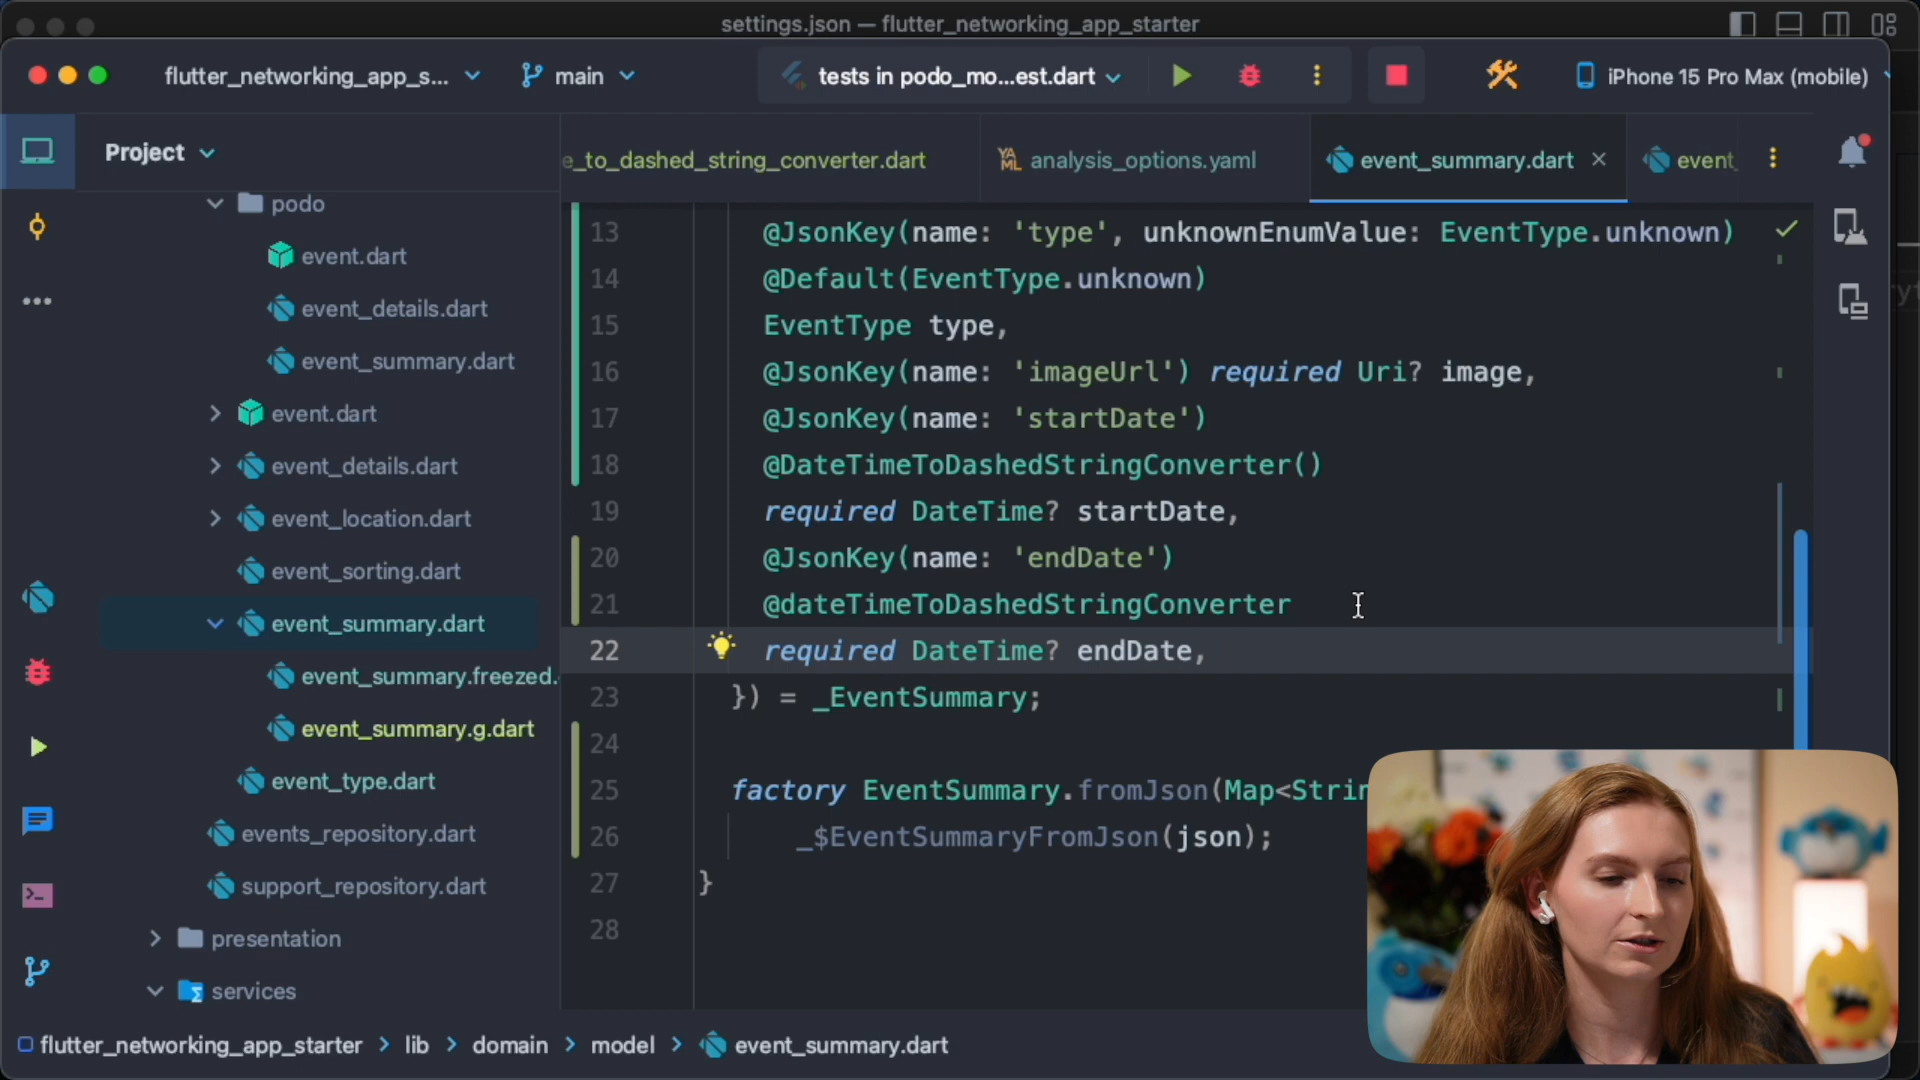 settings.json — flutter_networking_app_starter
flutter_networking_app_s...
main
tests in podo_mo...est.dart
iPhone 15 Pro Max (mobile)
Project
e_to_dashed_string_converter.dart
analysis_options.yaml
event_summary.dart
event_
podo
event.dart
event_details.dart
event_summary.dart
event.dart
event_details.dart
event_location.dart
event_sorting.dart
event_summary.dart
event_summary.freezed.
event_summary.g.dart
event_type.dart
events_repository.dart
support_repository.dart
presentation
services
13 @JsonKey(name: 'type', unknownEnumValue: EventType.unknown)
14 @Default(EventType.unknown)
15 EventType type,
16 @JsonKey(name: 'imageUrl') required Uri? image,
17 @JsonKey(name: 'startDate')
18 @DateTimeToDashedStringConverter()
19 required DateTime? startDate,
20 @JsonKey(name: 'endDate')
21 @dateTimeToDashedStringConverter
22 required DateTime? endDate,
23 }) = _EventSummary;
24
25 factory EventSummary.fromJson(Map<Strin
26 _$EventSummaryFromJson(json);
27 }
28
flutter_networking_app_starter > lib > domain > model > event_summary.dart